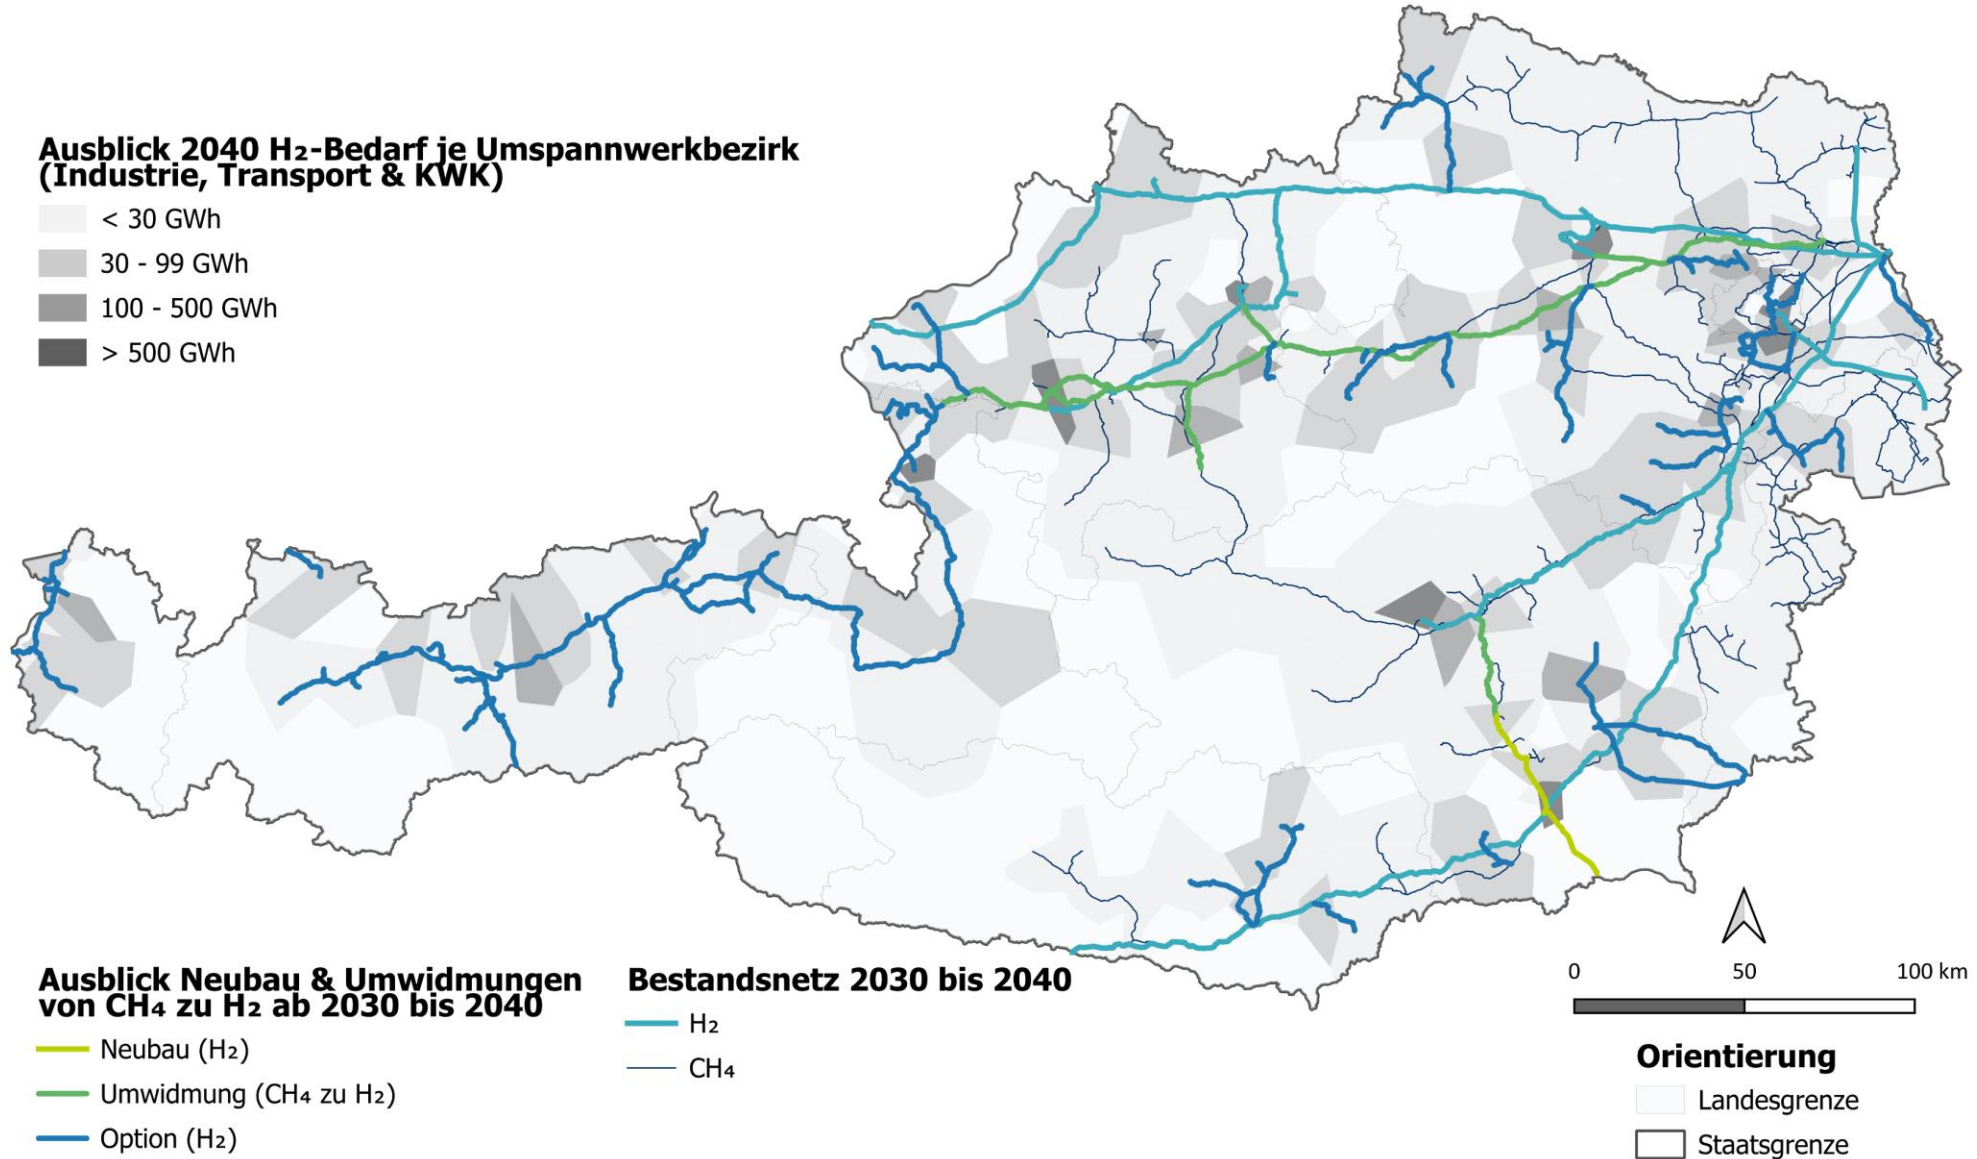 Ausblick 2040 H₂-Bedarf je Umspannwerkbezirk
(Industrie, Transport & KWK)
< 30 GWh
30 - 99 GWh
100 - 500 GWh
> 500 GWh
Ausblick Neubau & Umwidmungen
von CH₄ zu H₂ ab 2030 bis 2040
Neubau (H₂)
Umwidmung (CH₄ zu H₂)
Option (H₂)
Bestandsnetz 2030 bis 2040
H₂
CH₄
0 50 100 km
Orientierung
Landesgrenze
Staatsgrenze